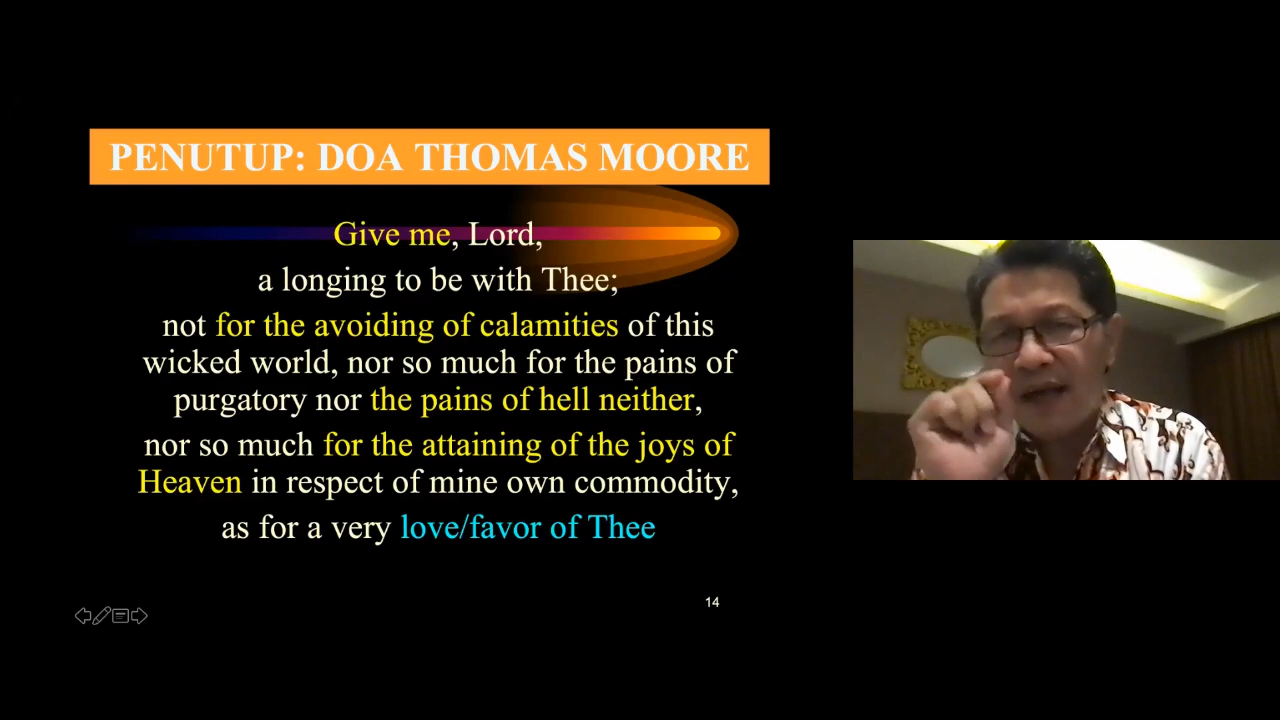 PENUTUP: DOA THOMAS MOORE
Give me, Lord,
a longing to be with Thee;
not for the avoiding of calamities of this
wicked world, nor so much for the pains of
purgatory nor the pains of hell neither,
nor so much for the attaining of the joys of
Heaven in respect of mine own commodity,
as for a very love/favor of Thee
14